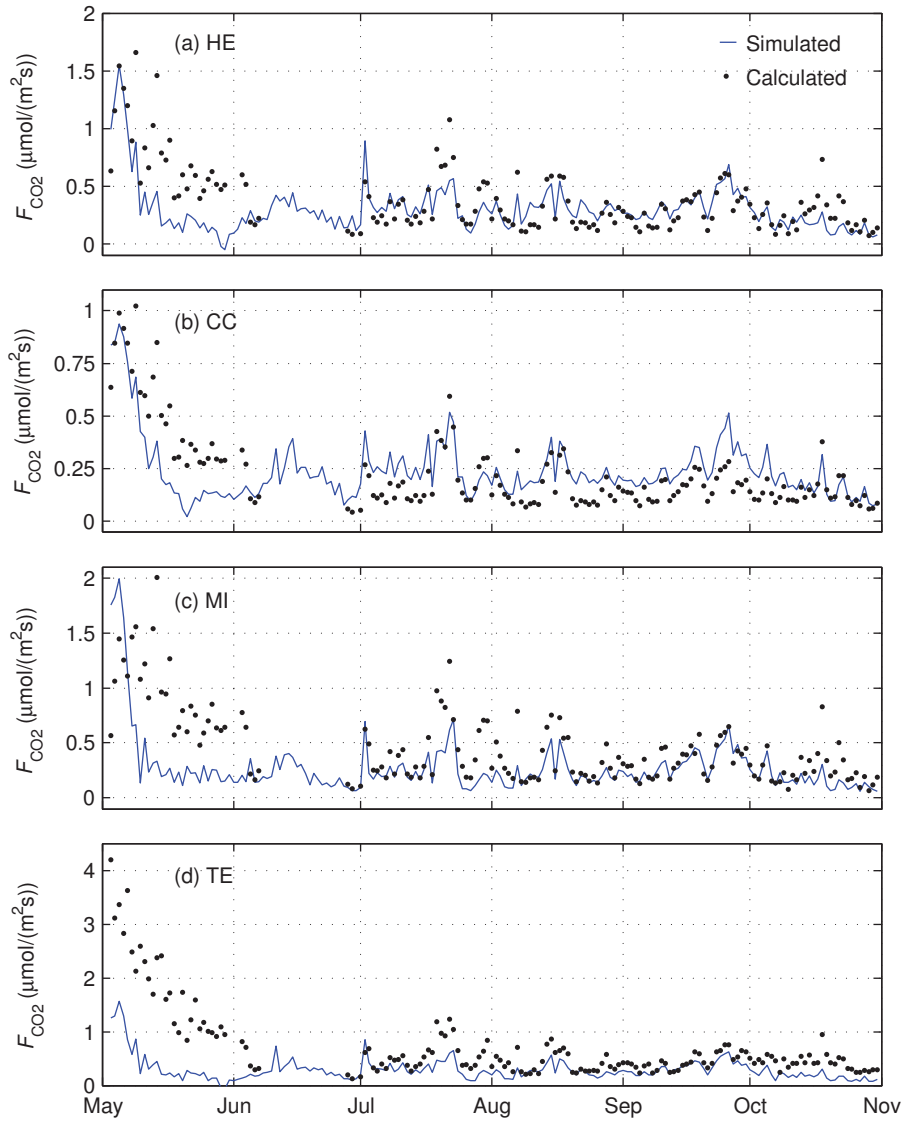 2
(a) HE
Simulated
Calculated
1.5
1
0.5
0
F_CO2 (μmol/(m²s))
1
(b) CC
0.75
0.5
0.25
0
F_CO2 (μmol/(m²s))
2
(c) MI
1.5
1
0.5
0
F_CO2 (μmol/(m²s))
4
(d) TE
3
2
1
0
F_CO2 (μmol/(m²s))
May Jun Jul Aug Sep Oct Nov